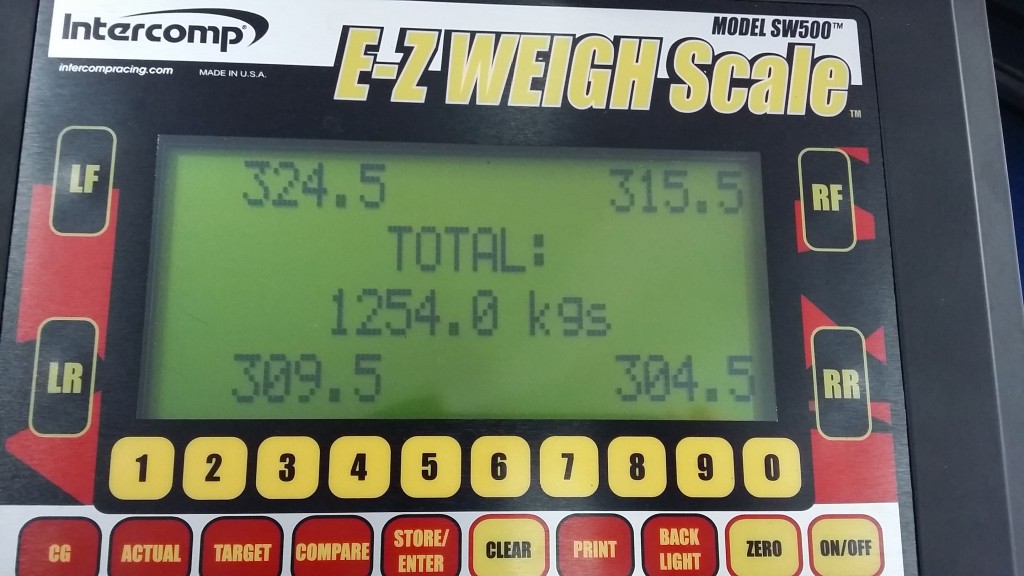 Intercomp®
MODEL SW500™
intercompracing.com MADE IN U.S.A.
E-Z WEIGH Scale™
LF 324.5 315.5 RF
TOTAL:
1254.0 kgs
LR 309.5 304.5 RR
1 2 3 4 5 6 7 8 9 0
CG ACTUAL TARGET COMPARE STORE/ENTER CLEAR PRINT BACK LIGHT ZERO ON/OFF